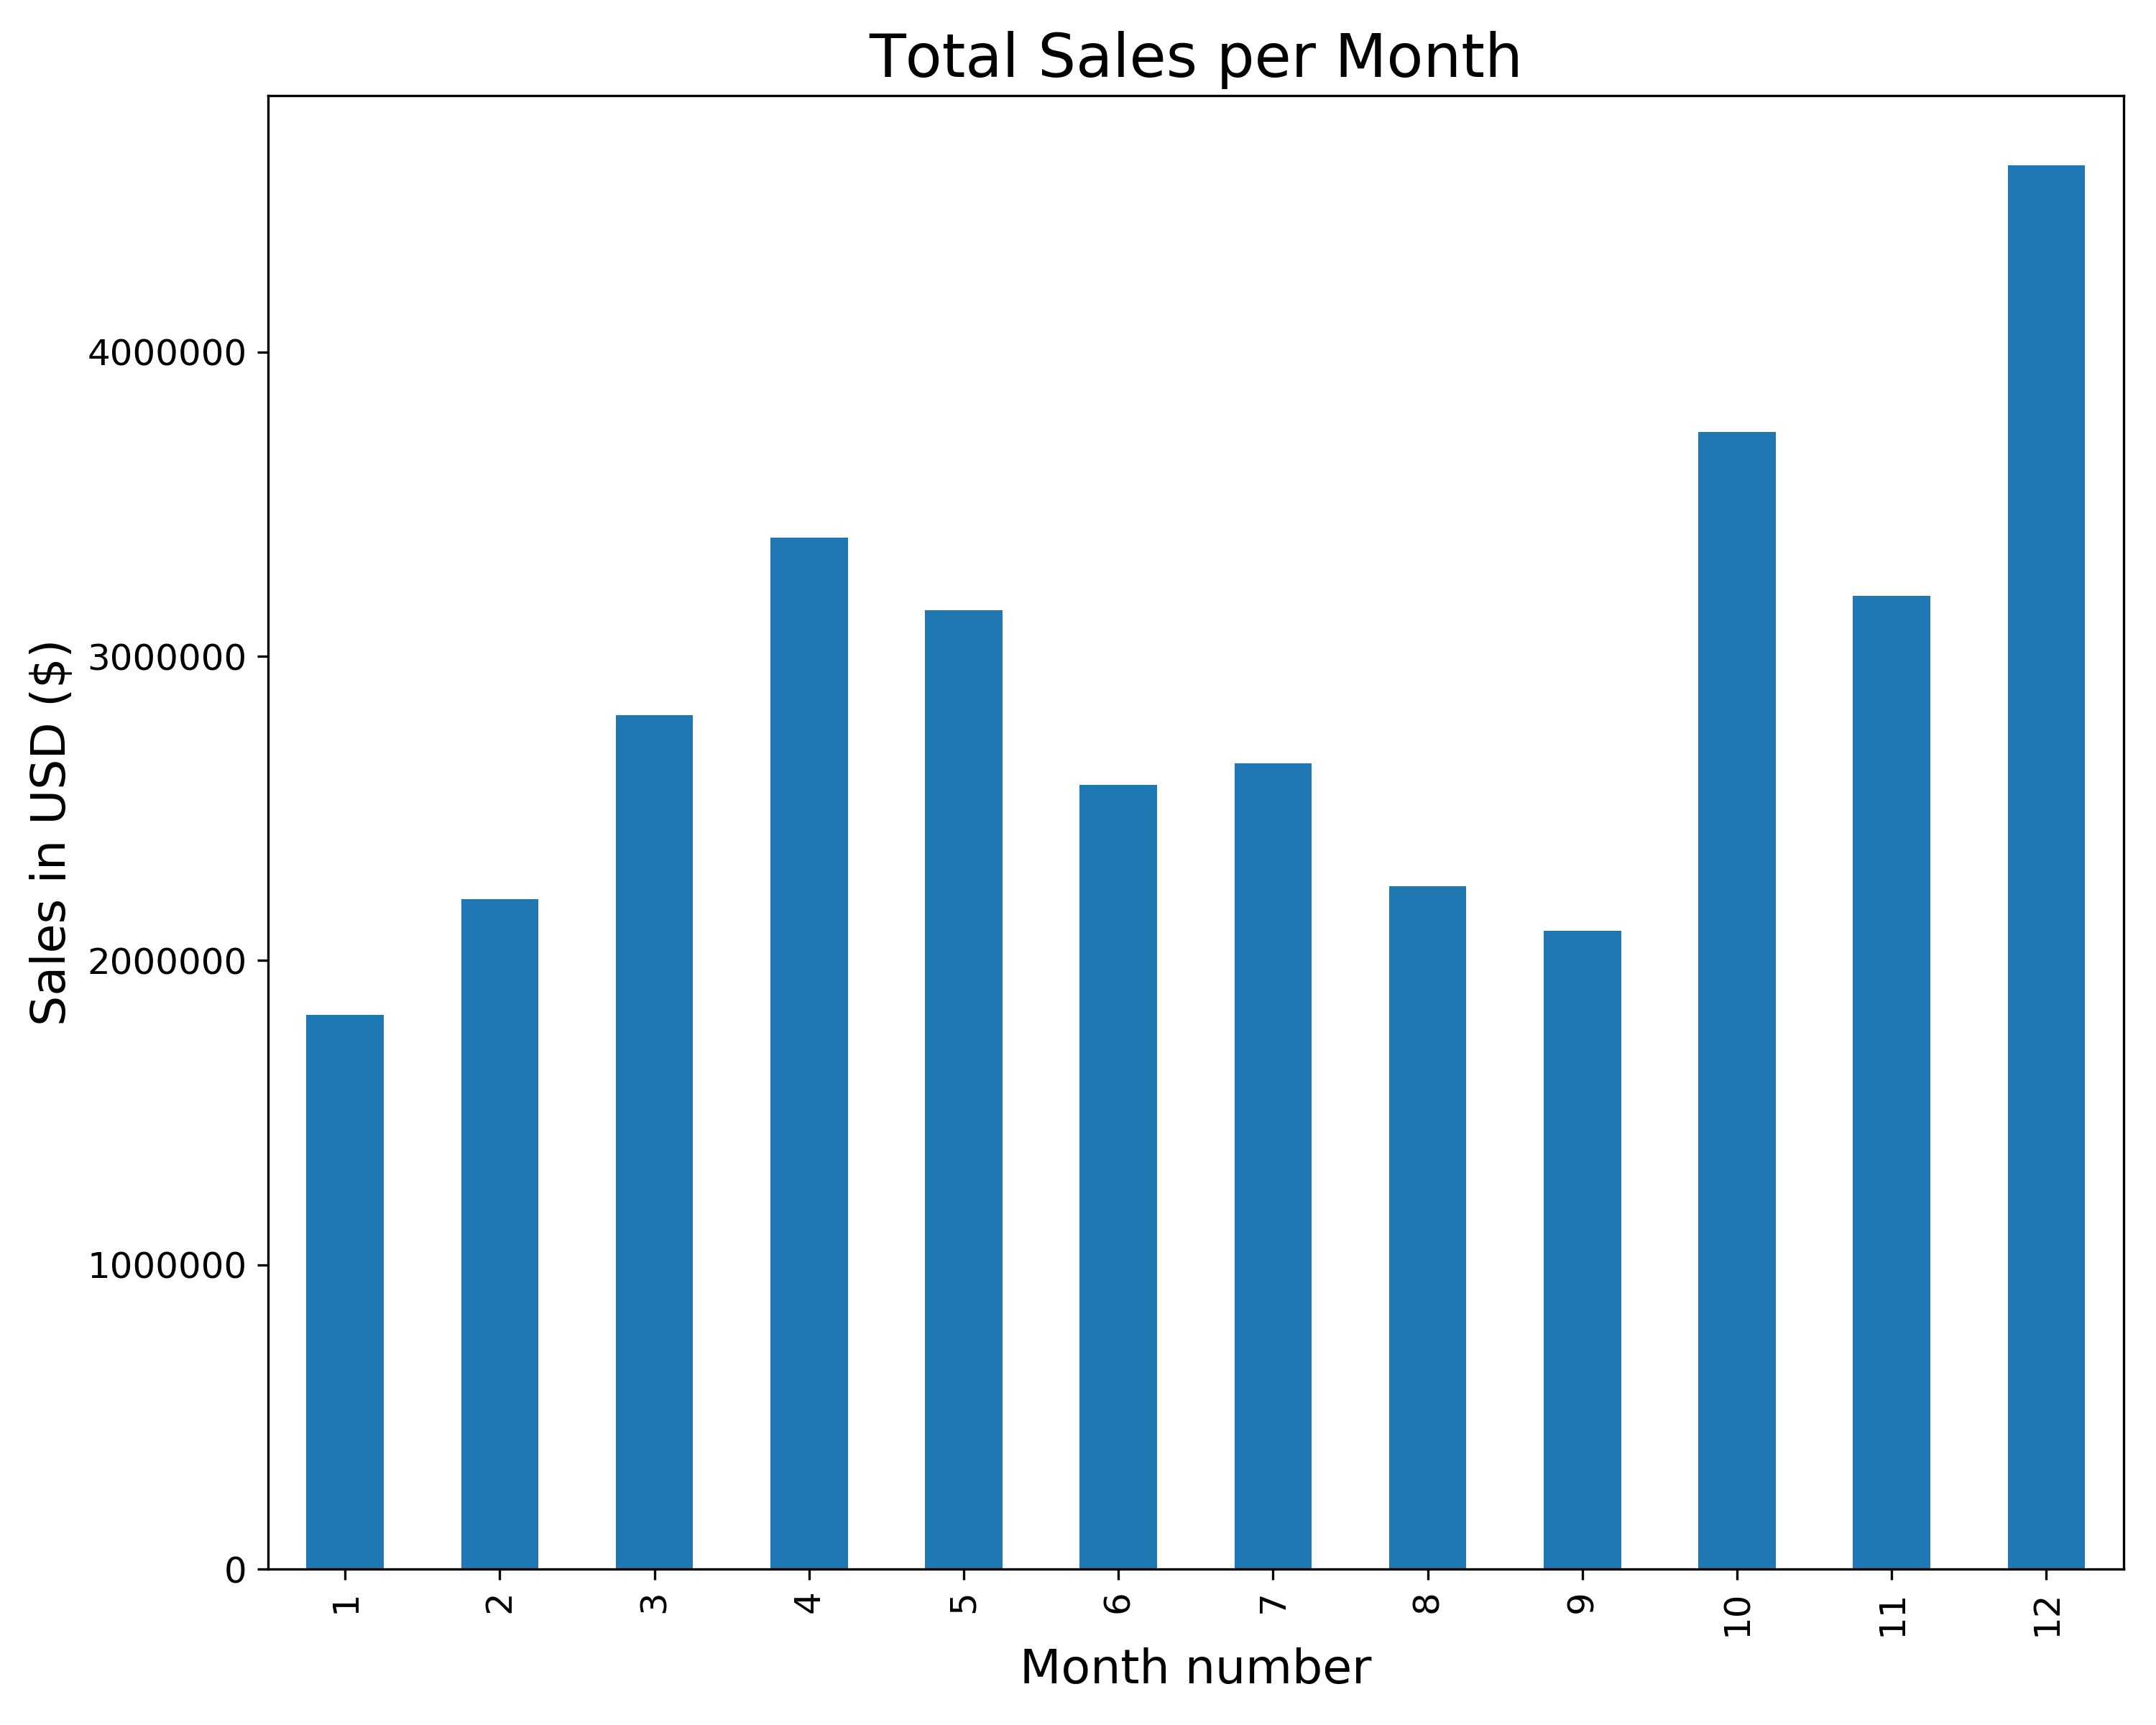 Total Sales per Month
Sales in USD ($)
4000000
3000000
2000000
1000000
0
1 2 3 4 5 6 7 8 9 10 11 12
Month number